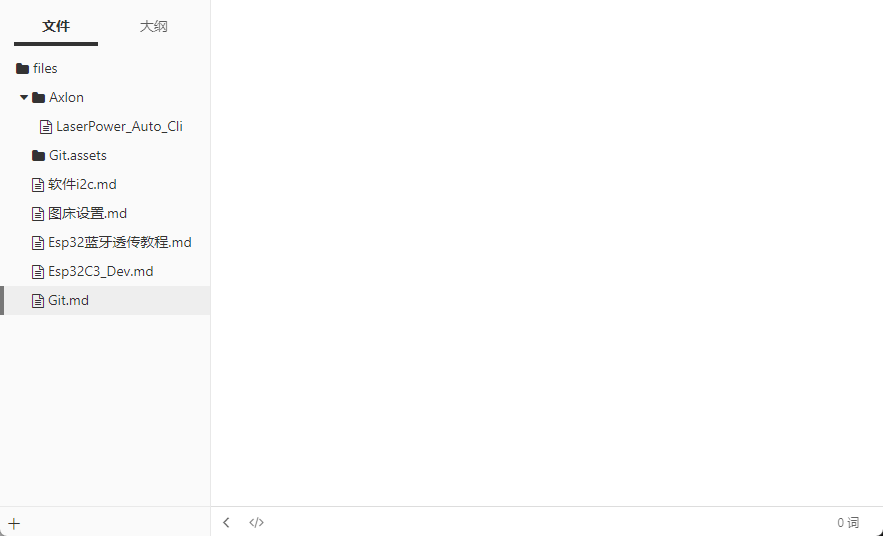 文件 大纲
files
Axlon
LaserPower_Auto_Cli
Git.assets
软件i2c.md
图床设置.md
Esp32蓝牙透传教程.md
Esp32C3_Dev.md
Git.md
+ < </> 0 词